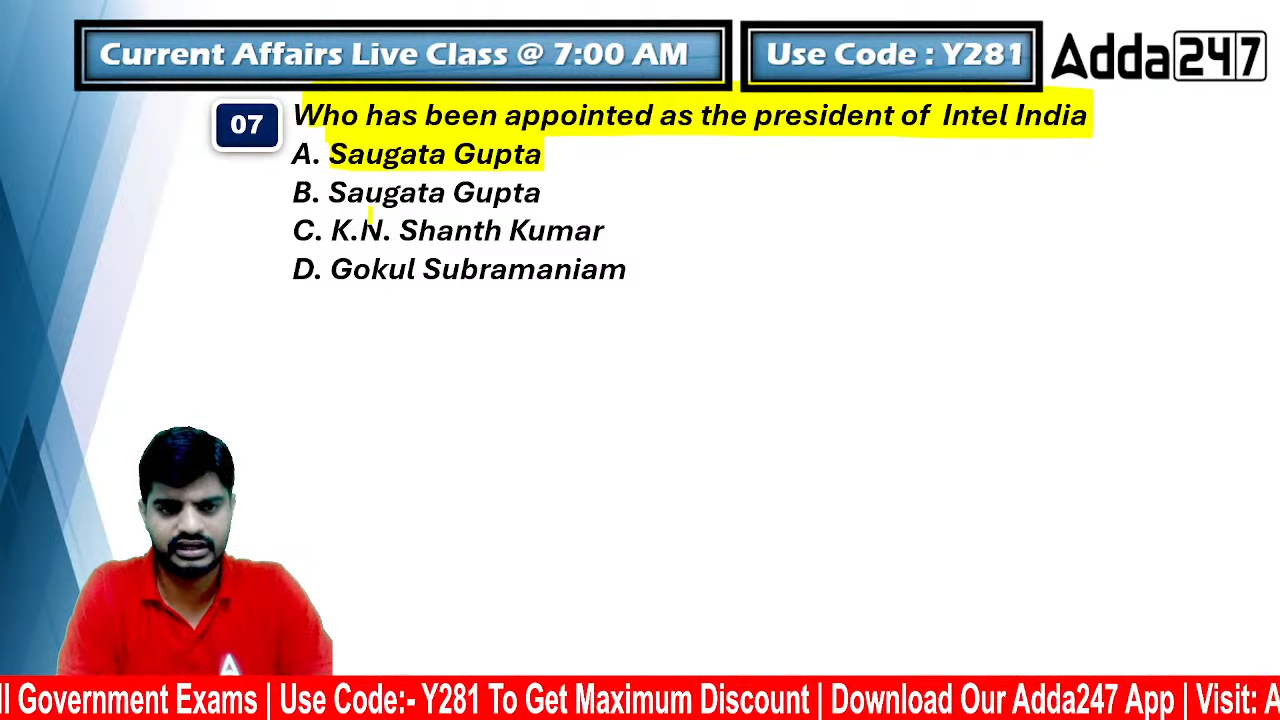 Current Affairs Live Class @ 7:00 AM
Use Code : Y281
Adda247
07
Who has been appointed as the president of Intel India
A. Saugata Gupta
B. Saugata Gupta
C. K.N. Shanth Kumar
D. Gokul Subramaniam
ll Government Exams | Use Code:- Y281 To Get Maximum Discount | Download Our Adda247 App | Visit: A